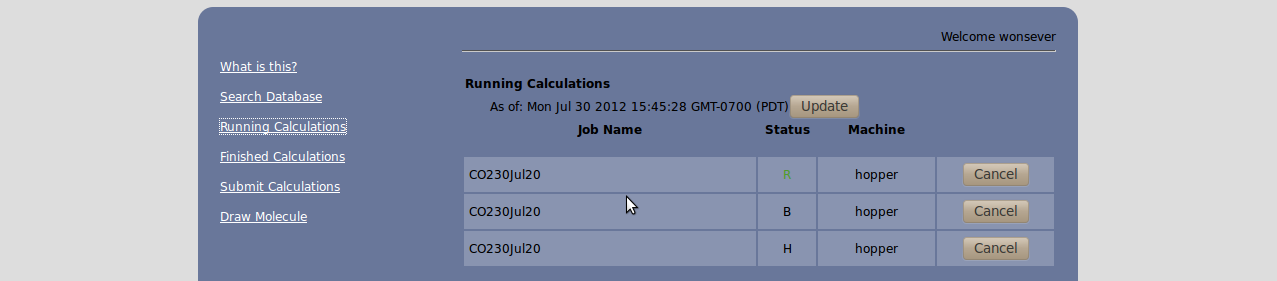 Welcome wonsever
What is this?
Search Database
Running Calculations
Finished Calculations
Submit Calculations
Draw Molecule
Running Calculations
As of: Mon Jul 30 2012 15:45:28 GMT-0700 (PDT) Update
Job Name Status Machine
CO230Jul20 R hopper Cancel
CO230Jul20 B hopper Cancel
CO230Jul20 H hopper Cancel